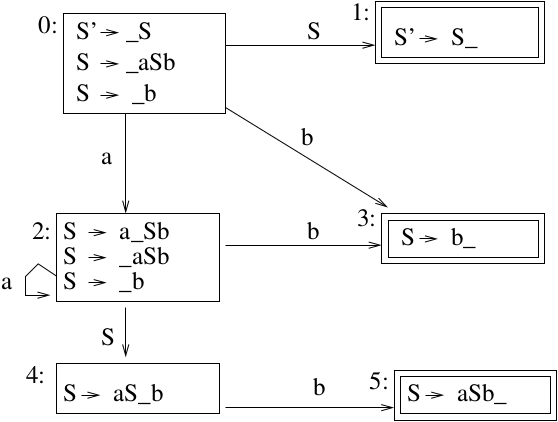 0:
S' → _S
S → _aSb
S → _b
S
1:
S' → S_
a
b
2:
S → a_Sb
S → _aSb
S → _b
a
b
3:
S → b_
S
4:
S → aS_b
b
5:
S → aSb_